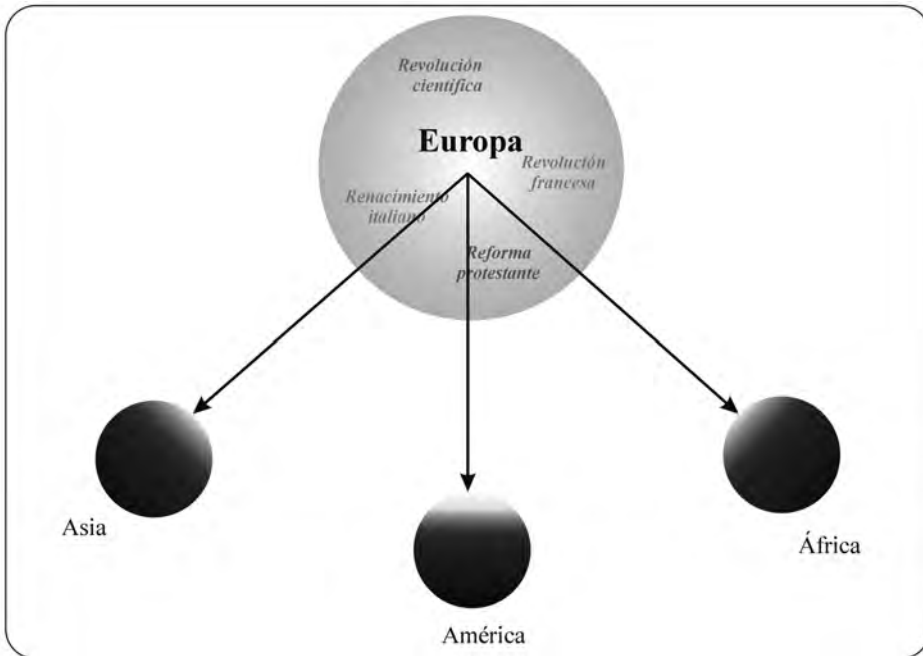 Revolución
científica
Europa
Revolución
francesa
Renacimiento
italiano
Reforma
protestante
Asia
África
América